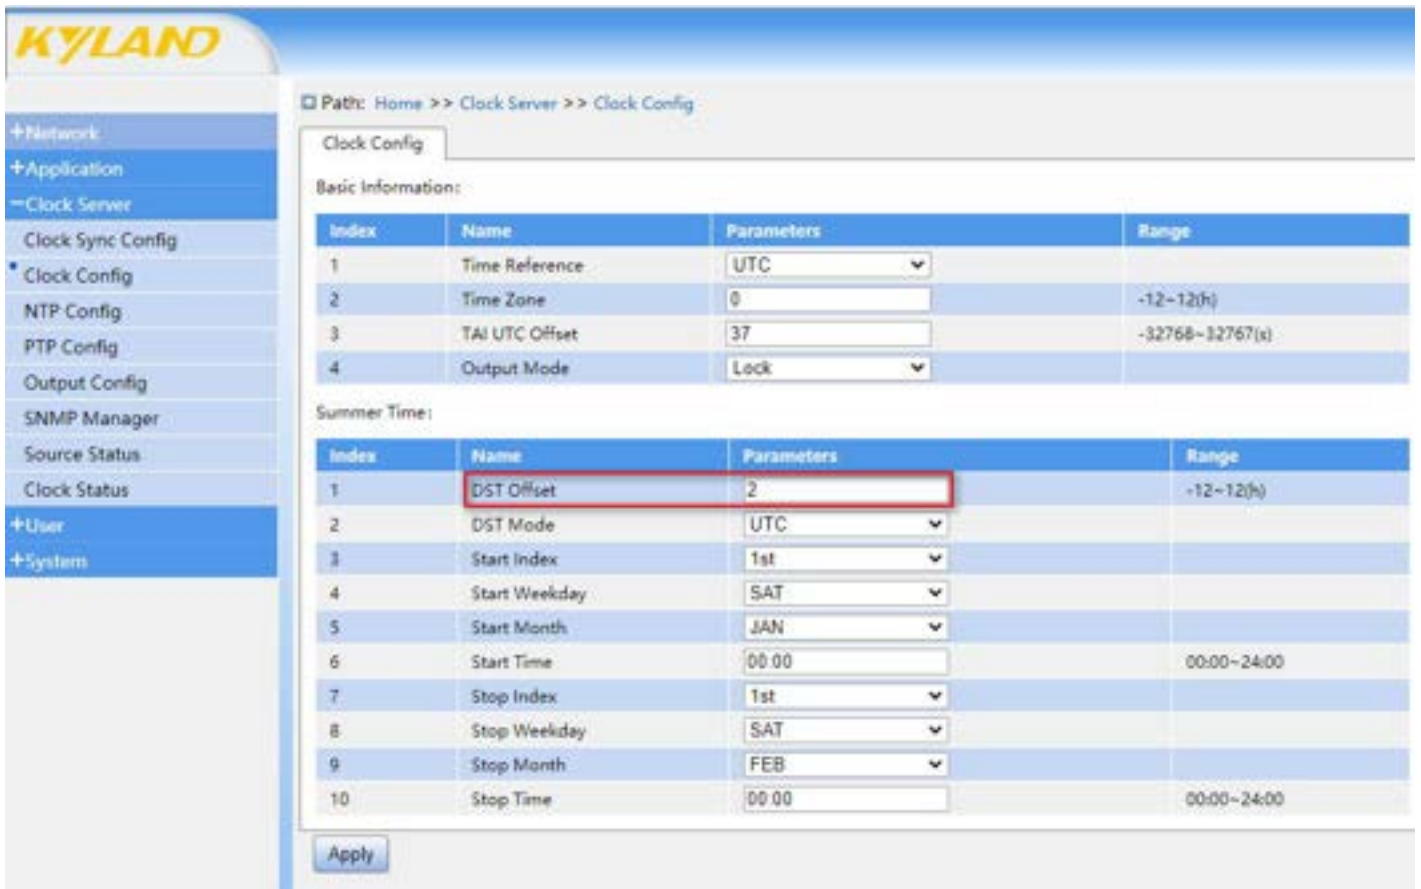 KYLAND
Path: Home >> Clock Server >> Clock Config
+Network
+Application
−Clock Server
Clock Sync Config
Clock Config
NTP Config
PTP Config
Output Config
SNMP Manager
Source Status
Clock Status
+User
+System
Clock Config
Basic Information:
Index Name Parameters Range
1 Time Reference UTC
2 Time Zone 0 -12~12(h)
3 TAI UTC Offset 37 -32768~32767(s)
4 Output Mode Lock
Summer Time:
Index Name Parameters Range
1 DST Offset 2 -12~12(h)
2 DST Mode UTC
3 Start Index 1st
4 Start Weekday SAT
5 Start Month JAN
6 Start Time 00:00 00:00~24:00
7 Stop Index 1st
8 Stop Weekday SAT
9 Stop Month FEB
10 Stop Time 00:00 00:00~24:00
Apply